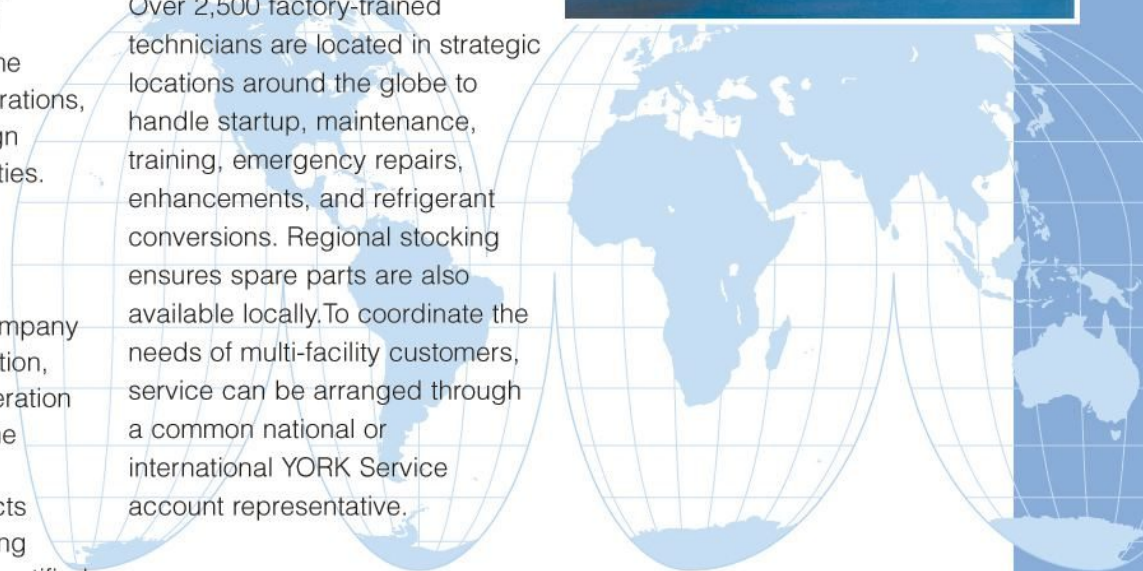 Over 2,500 factory-trained
technicians are located in strategic
locations around the globe to
handle startup, maintenance,
training, emergency repairs,
enhancements, and refrigerant
conversions. Regional stocking
ensures spare parts are also
available locally.To coordinate the
needs of multi-facility customers,
service can be arranged through
a common national or
international YORK Service
account representative.